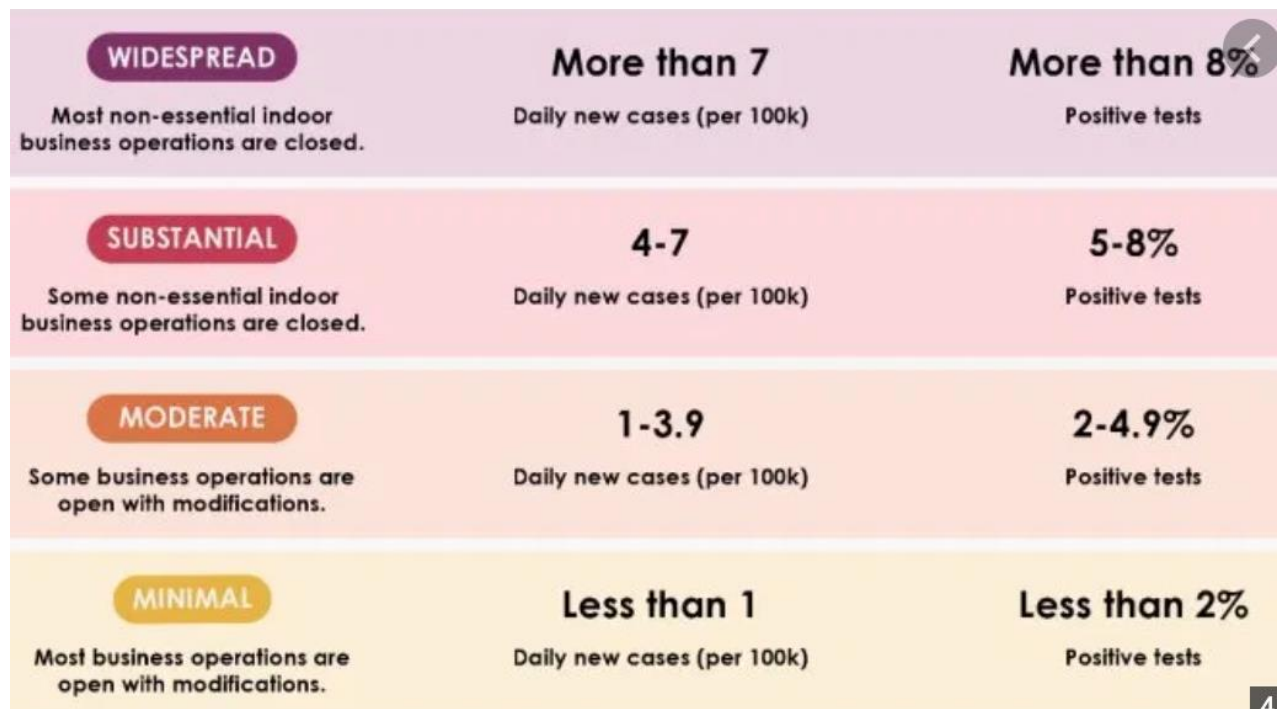 WIDESPREAD
Most non-essential indoor
business operations are closed.
More than 7
Daily new cases (per 100k)
More than 8%
Positive tests
SUBSTANTIAL
Some non-essential indoor
business operations are closed.
4-7
Daily new cases (per 100k)
5-8%
Positive tests
MODERATE
Some business operations are
open with modifications.
1-3.9
Daily new cases (per 100k)
2-4.9%
Positive tests
MINIMAL
Most business operations are
open with modifications.
Less than 1
Daily new cases (per 100k)
Less than 2%
Positive tests
4